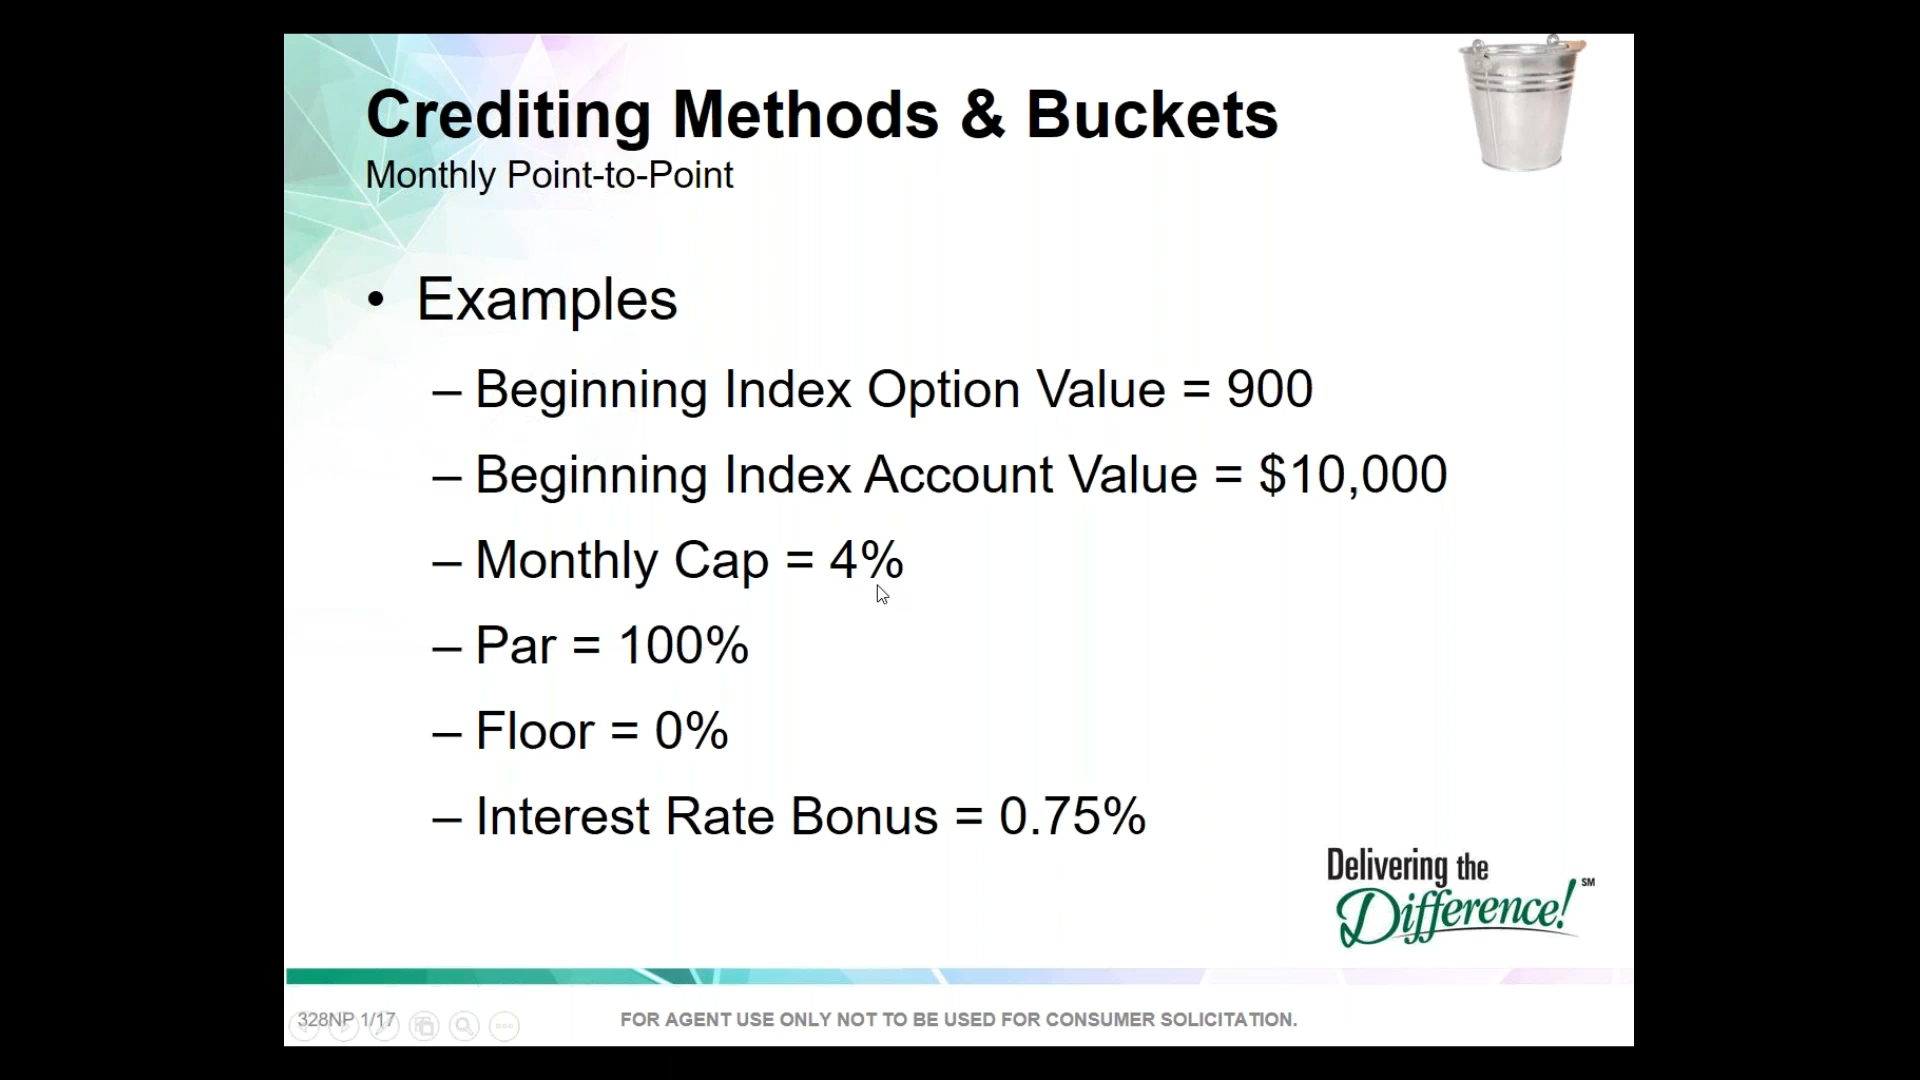 Crediting Methods & Buckets
Monthly Point-to-Point
• Examples
– Beginning Index Option Value = 900
– Beginning Index Account Value = $10,000
– Monthly Cap = 4%
– Par = 100%
– Floor = 0%
– Interest Rate Bonus = 0.75%
Delivering the
Difference! SM
328NP 1/17
FOR AGENT USE ONLY NOT TO BE USED FOR CONSUMER SOLICITATION.